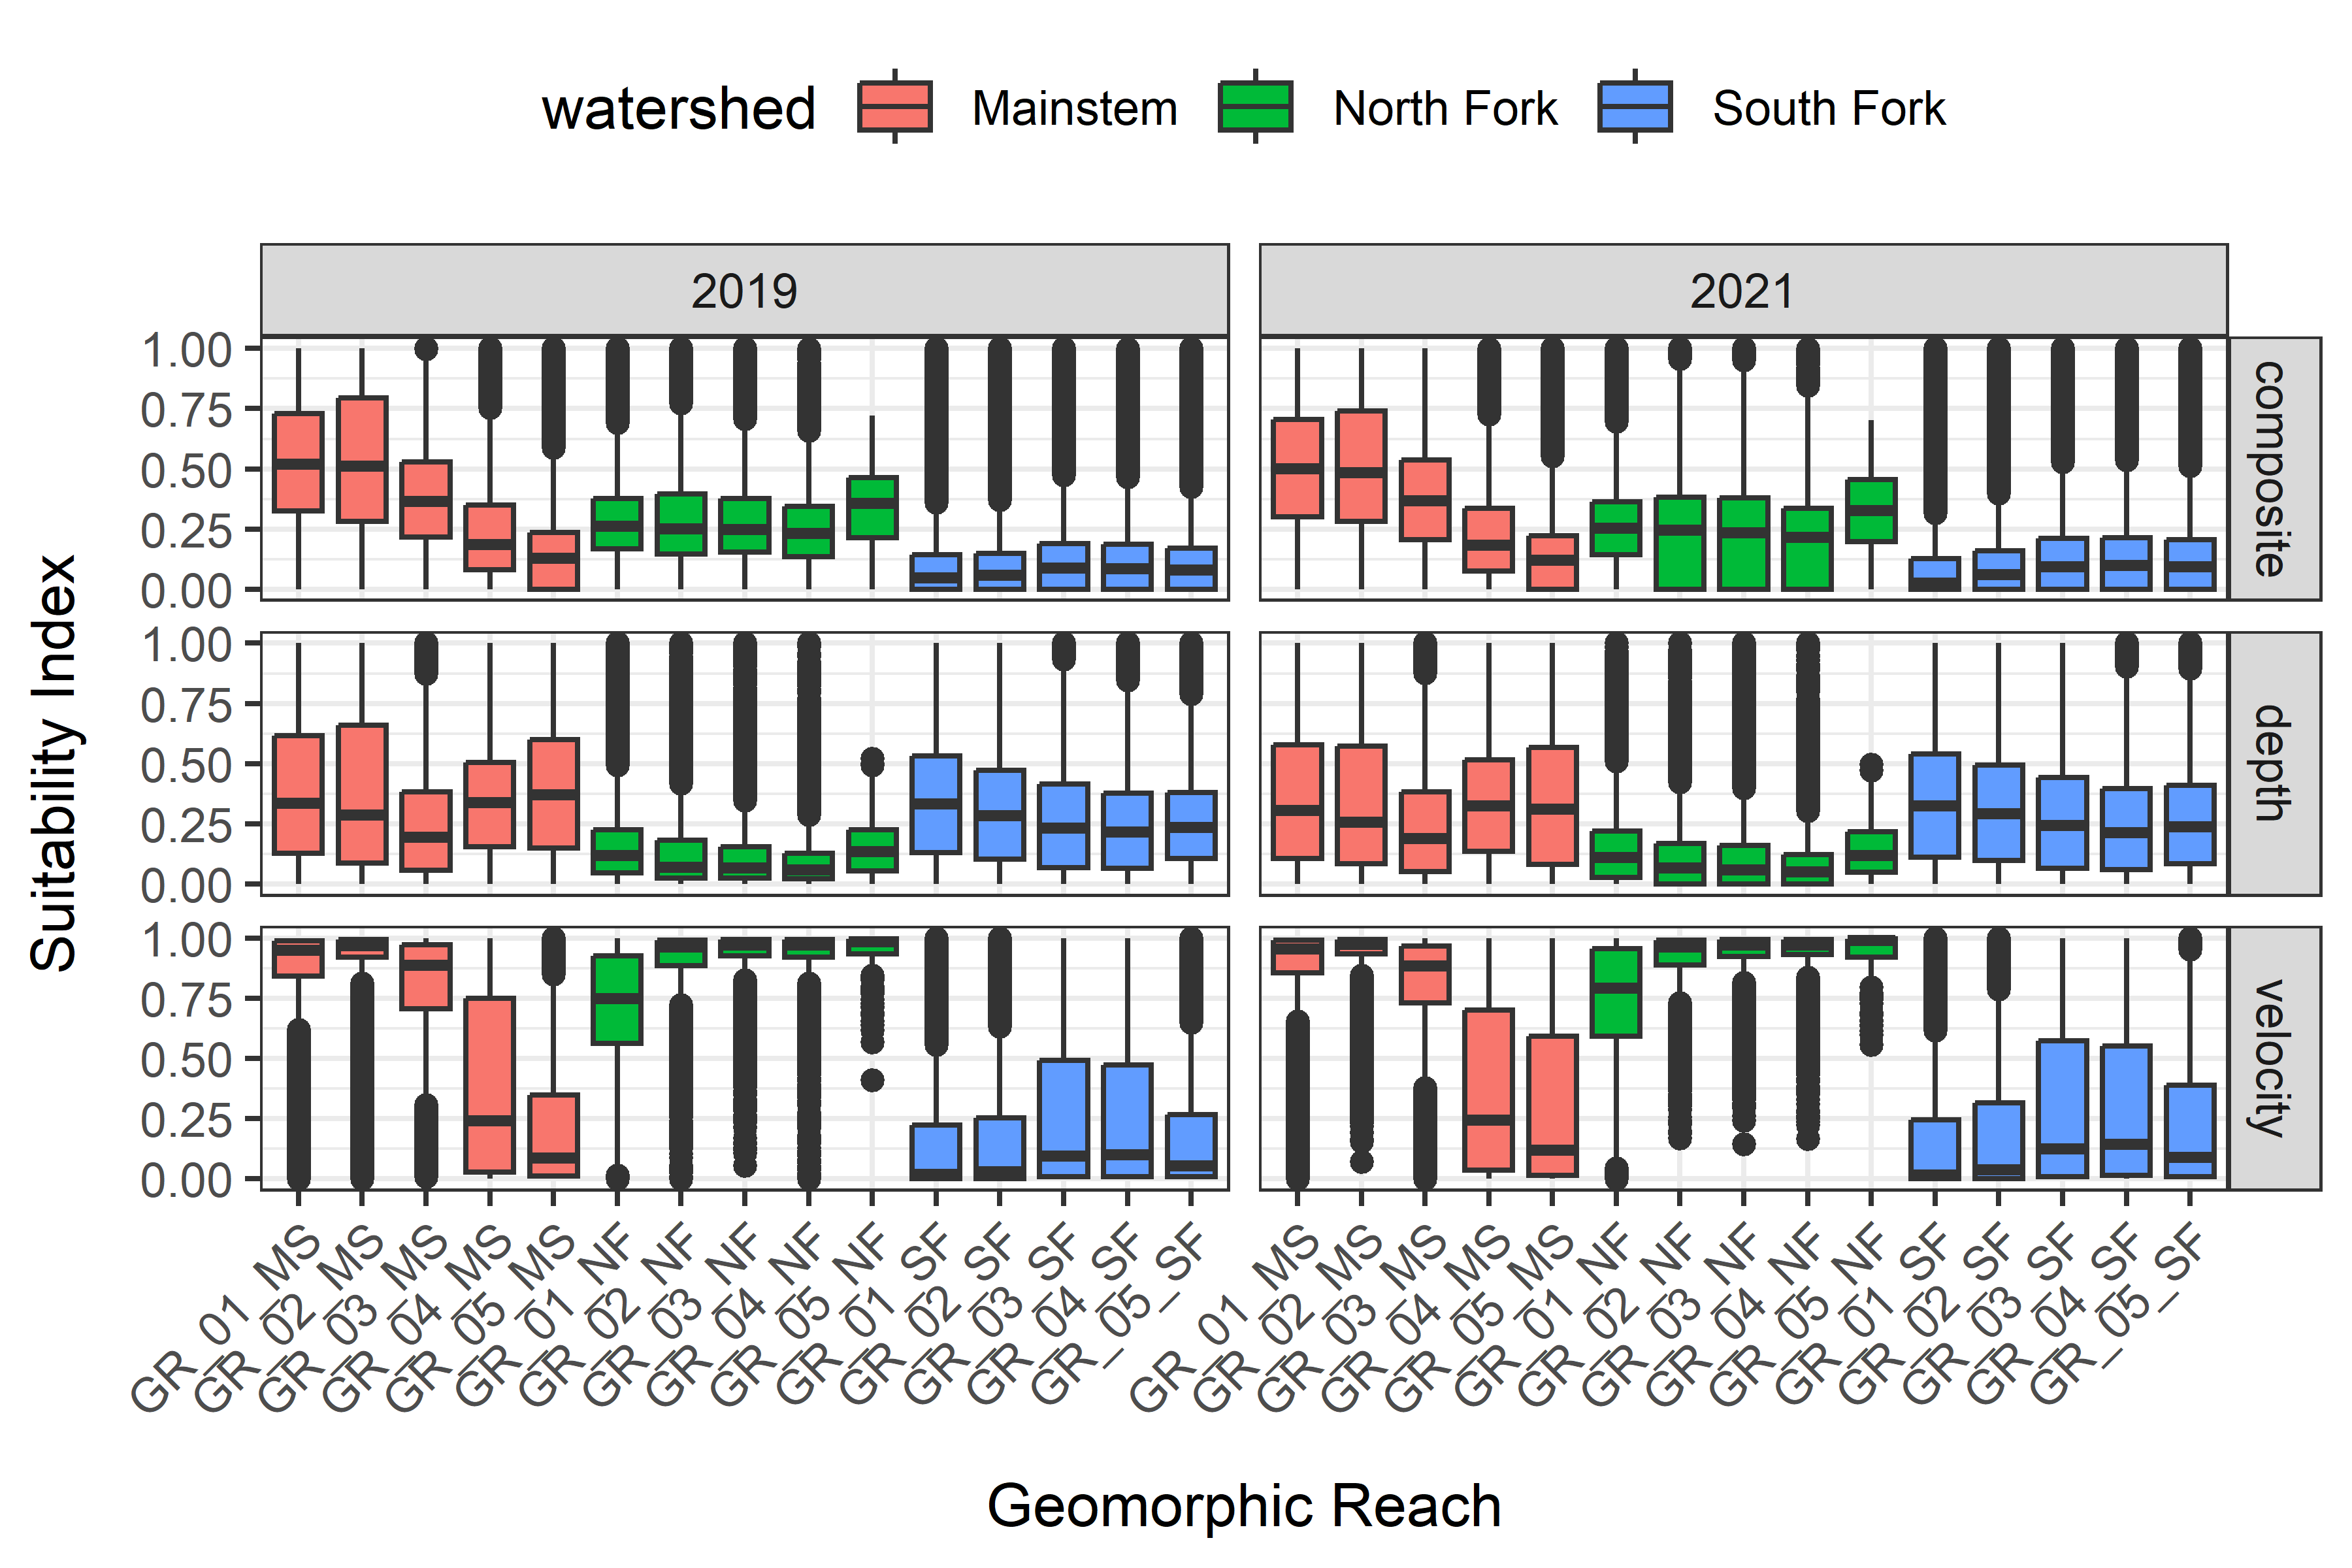 watershed Mainstem North Fork South Fork
2019 2021
Suitability Index
1.00
0.75
0.50
0.25
0.00
composite
1.00
0.75
0.50
0.25
0.00
depth
1.00
0.75
0.50
0.25
0.00
velocity
GR_01_MS
GR_02_MS
GR_03_MS
GR_04_MS
GR_05_MS
GR_01_NF
GR_02_NF
GR_03_NF
GR_04_NF
GR_05_NF
GR_01_SF
GR_02_SF
GR_03_SF
GR_04_SF
GR_05_SF
GR_01_MS
GR_02_MS
GR_03_MS
GR_04_MS
GR_05_MS
GR_01_NF
GR_02_NF
GR_03_NF
GR_04_NF
GR_05_NF
GR_01_SF
GR_02_SF
GR_03_SF
GR_04_SF
GR_05_SF
Geomorphic Reach